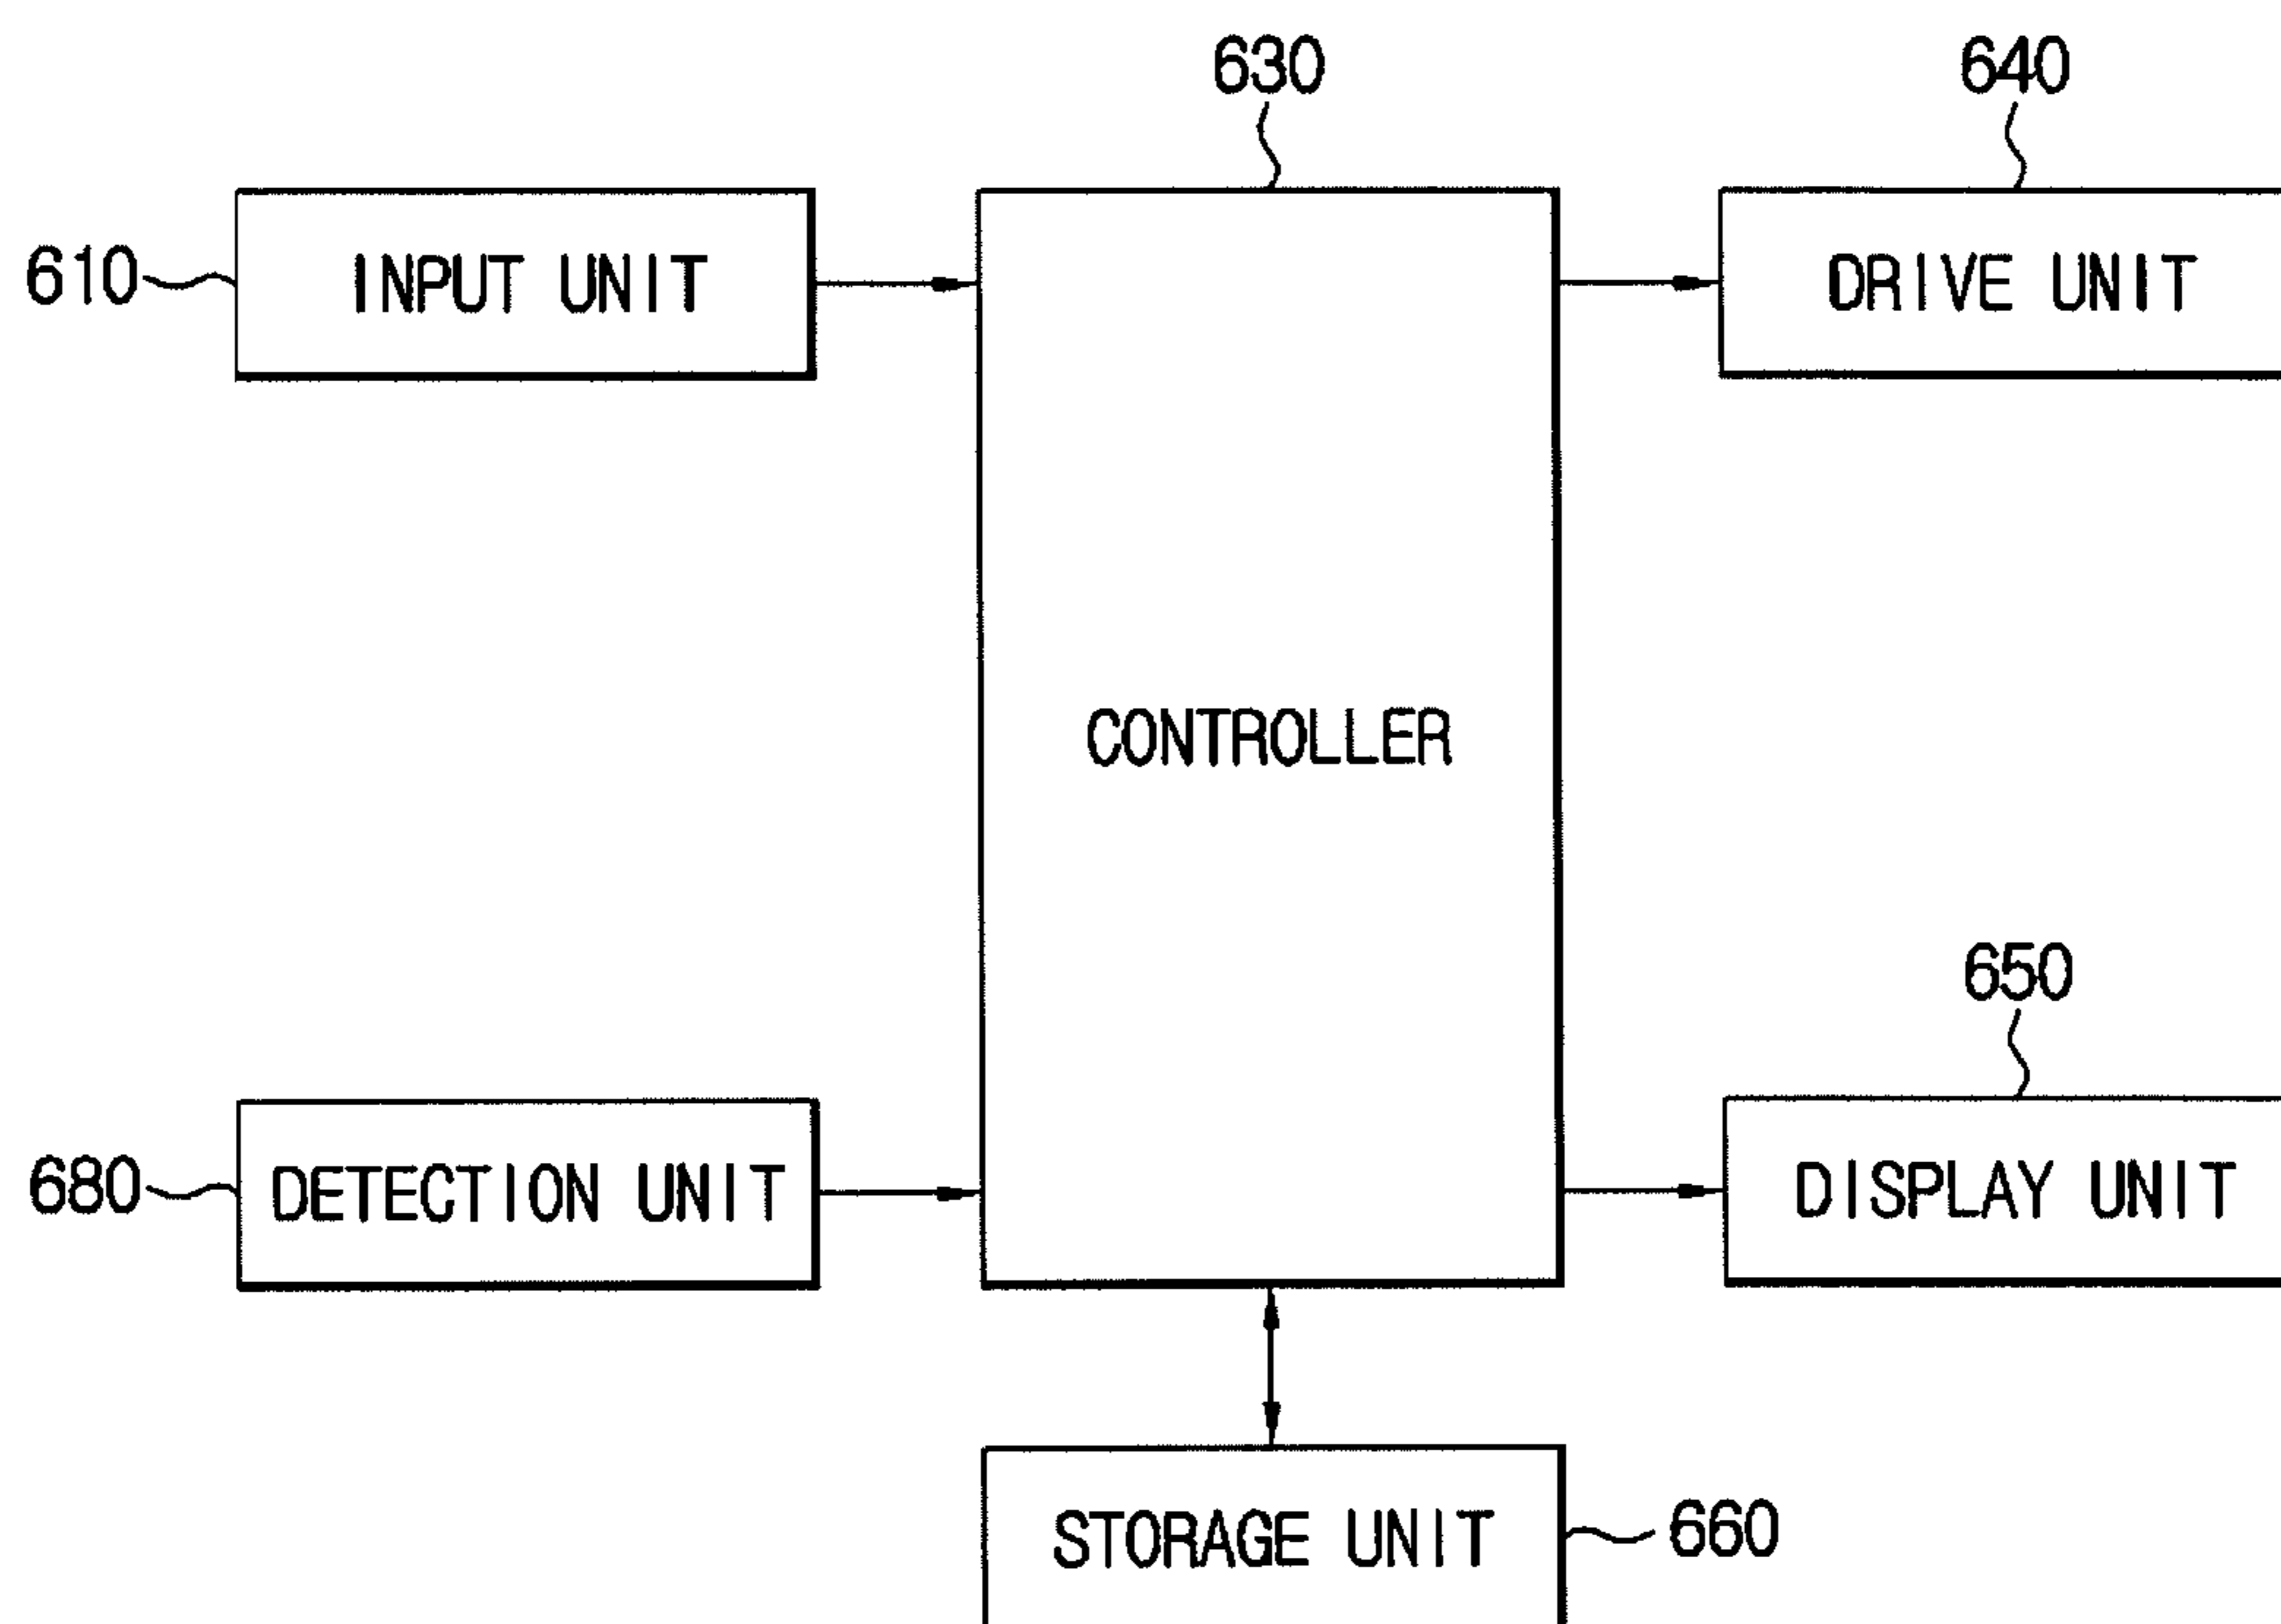 630
640
610
INPUT UNIT
DRIVE UNIT
CONTROLLER
650
680
DETECTION UNIT
DISPLAY UNIT
STORAGE UNIT
660